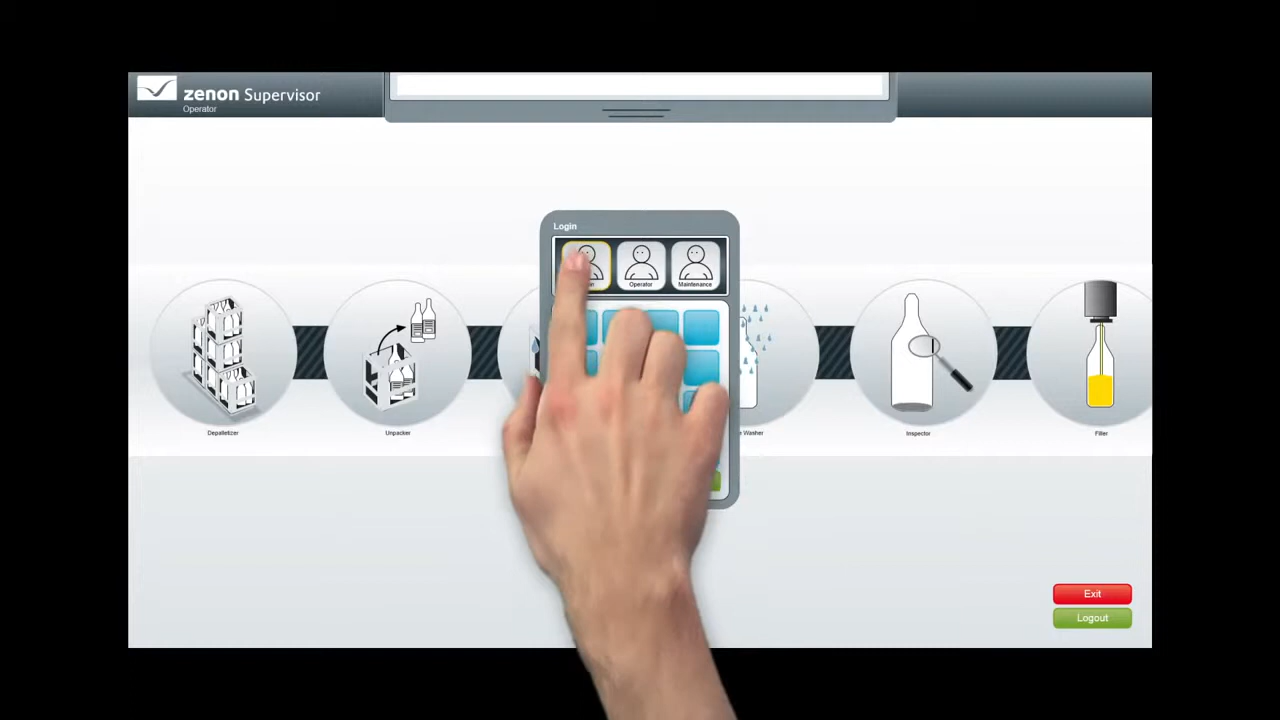 zenon Supervisor
Operator
Login
Operator
Maintenance
Depalletizer
Unpacker
Washer
Inspector
Filler
Exit
Logout